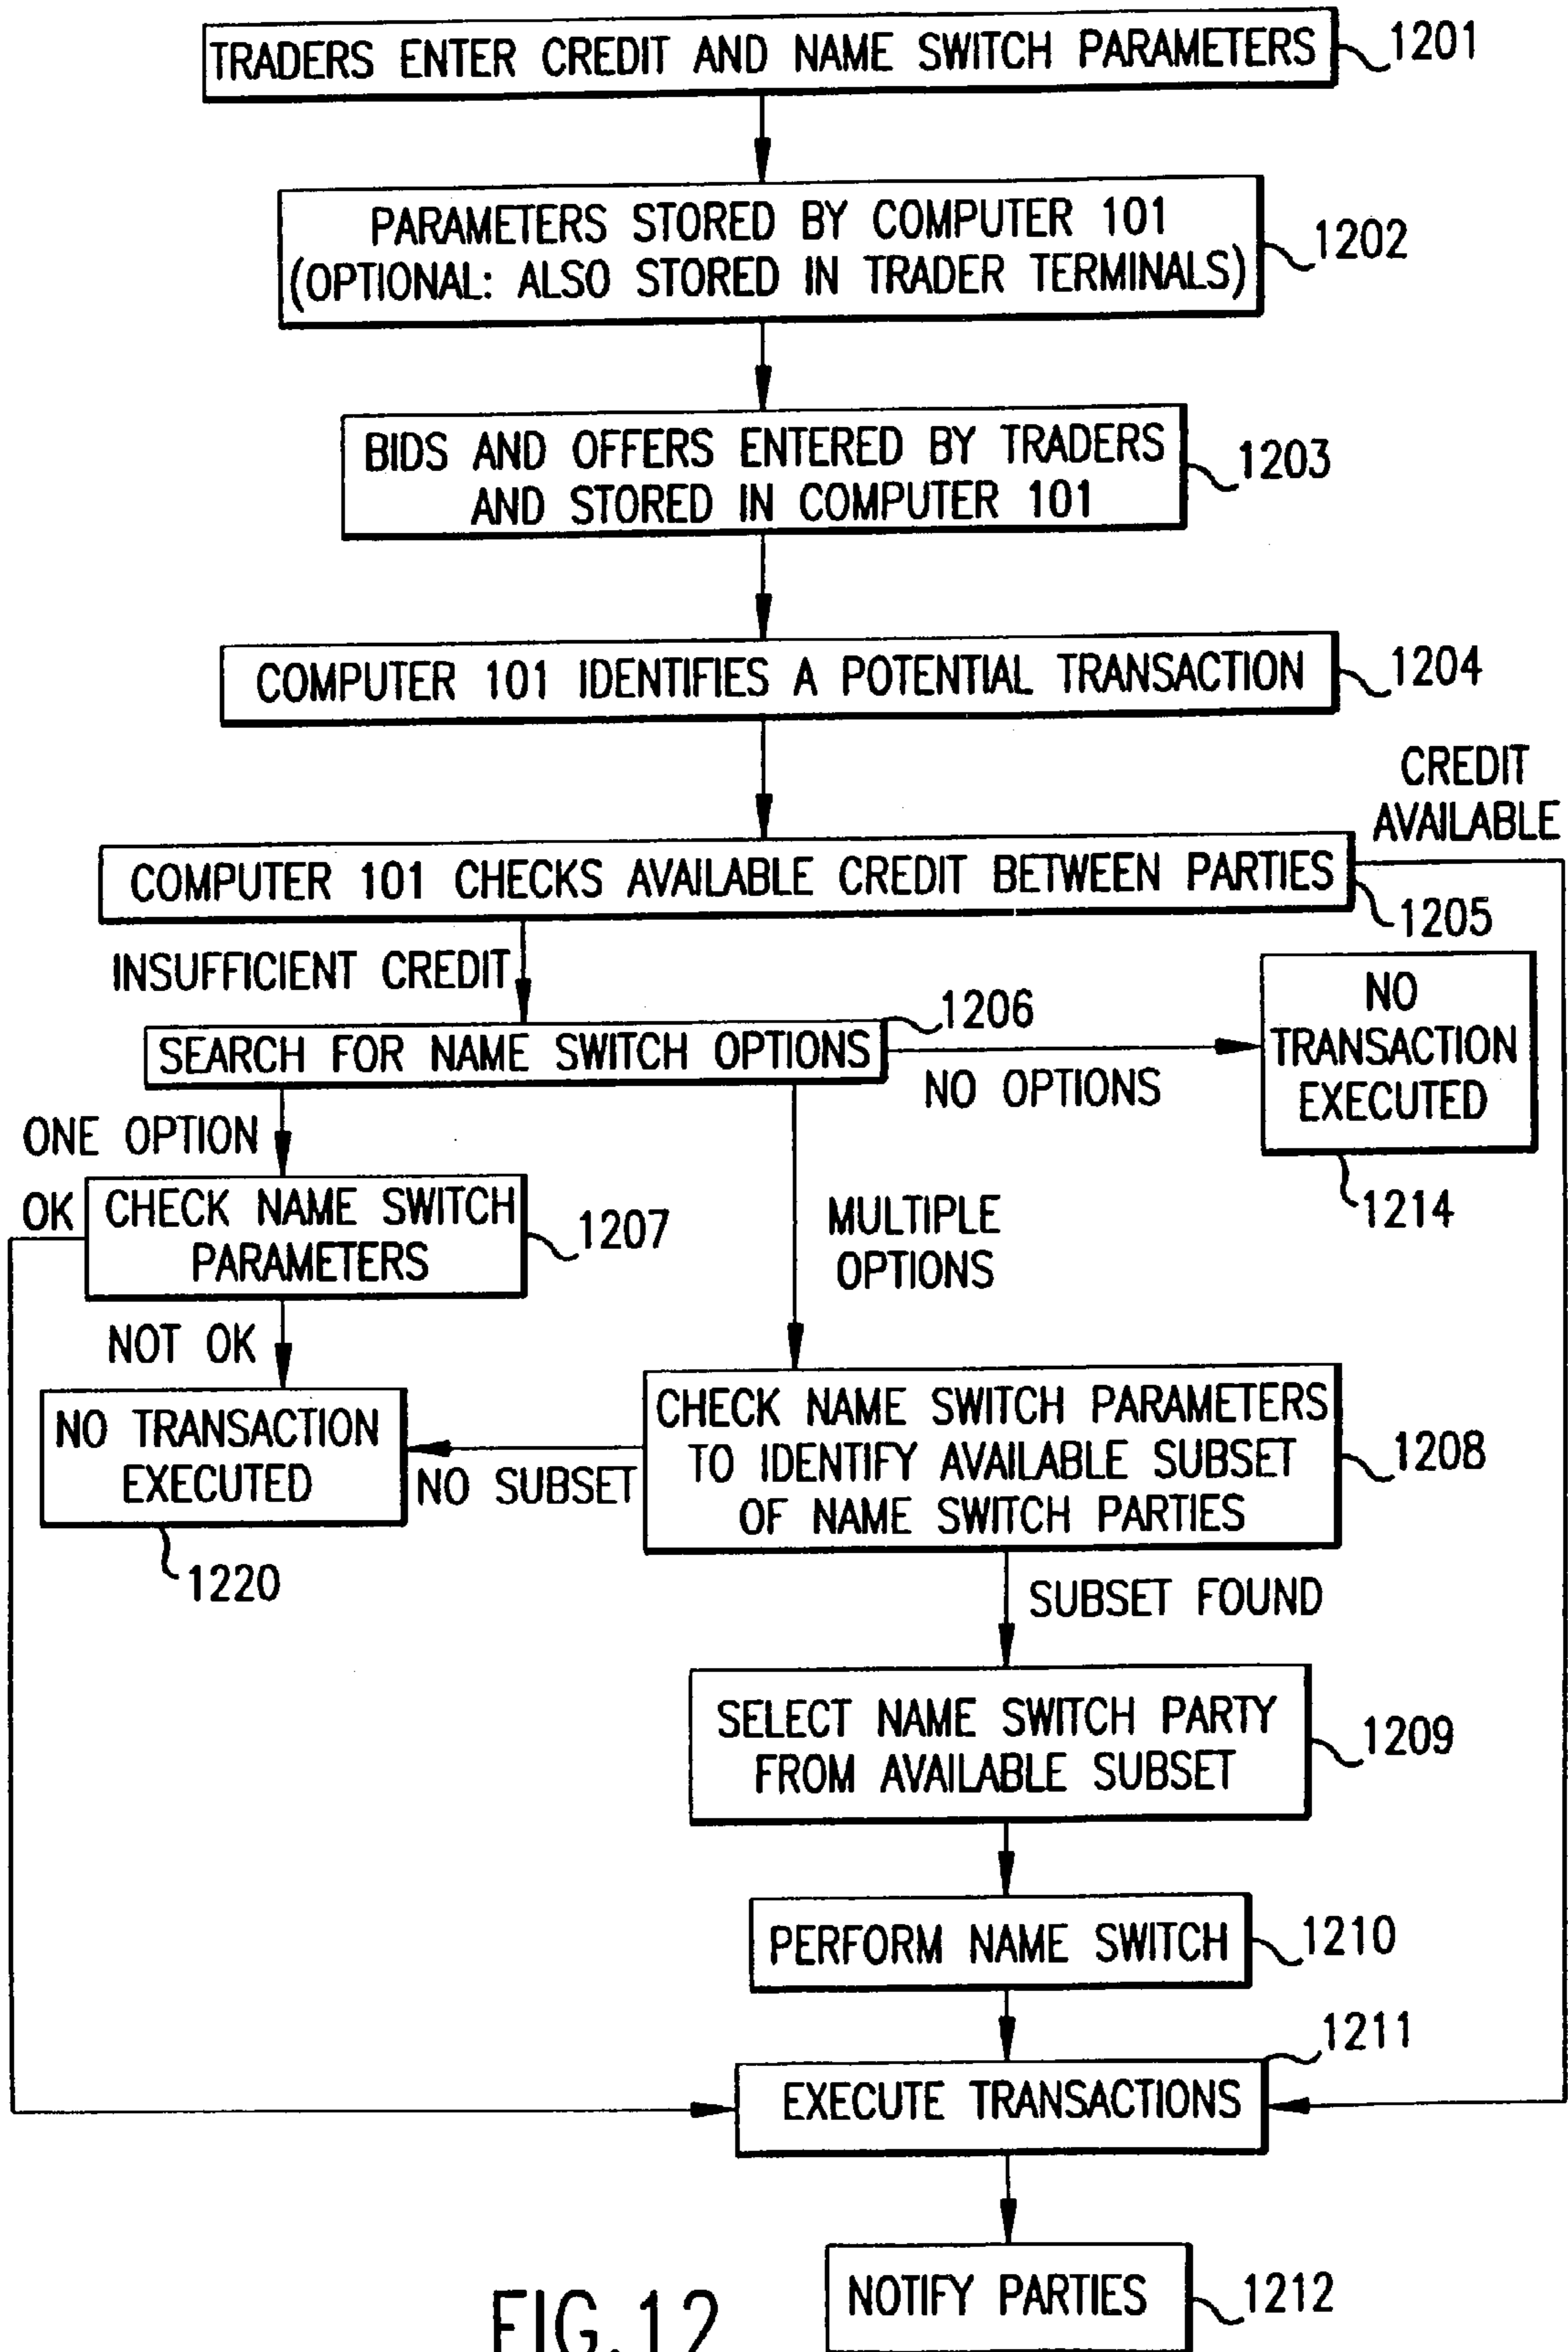 TRADERS ENTER CREDIT AND NAME SWITCH PARAMETERS
1201
PARAMETERS STORED BY COMPUTER 101
(OPTIONAL: ALSO STORED IN TRADER TERMINALS)
1202
BIDS AND OFFERS ENTERED BY TRADERS
AND STORED IN COMPUTER 101
1203
COMPUTER 101 IDENTIFIES A POTENTIAL TRANSACTION
1204
CREDIT
AVAILABLE
COMPUTER 101 CHECKS AVAILABLE CREDIT BETWEEN PARTIES
1205
INSUFFICIENT CREDIT
SEARCH FOR NAME SWITCH OPTIONS
1206
NO OPTIONS
NO
TRANSACTION
EXECUTED
1214
ONE OPTION
OK
CHECK NAME SWITCH
PARAMETERS
1207
MULTIPLE
OPTIONS
NOT OK
NO TRANSACTION
EXECUTED
1220
NO SUBSET
CHECK NAME SWITCH PARAMETERS
TO IDENTIFY AVAILABLE SUBSET
OF NAME SWITCH PARTIES
1208
SUBSET FOUND
SELECT NAME SWITCH PARTY
FROM AVAILABLE SUBSET
1209
PERFORM NAME SWITCH
1210
1211
EXECUTE TRANSACTIONS
NOTIFY PARTIES
1212
FIG.12